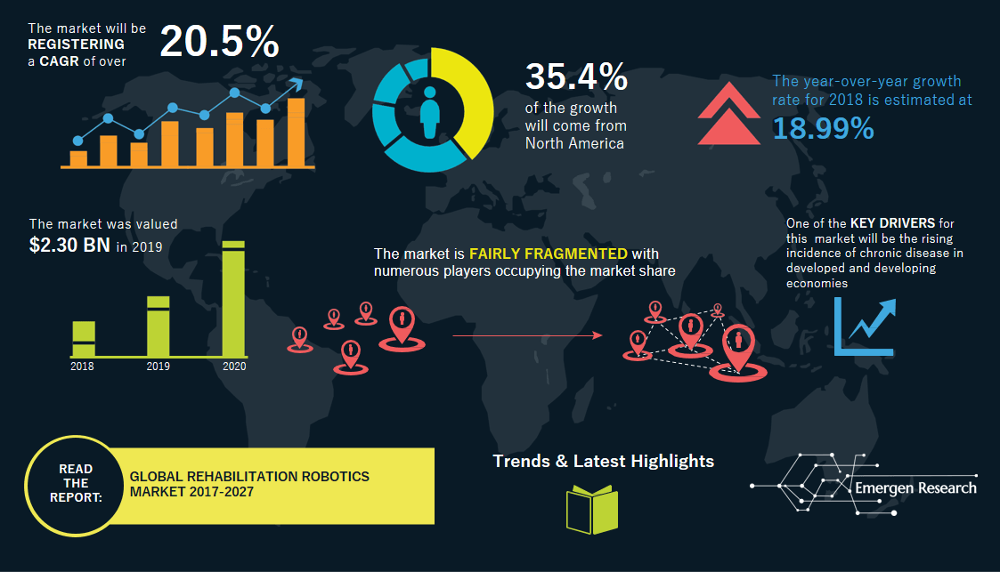 The market will be
REGISTERING
a CAGR of over
20.5%
35.4%
of the growth
will come from
North America
The year-over-year growth
rate for 2018 is estimated at
18.99%
The market was valued
$2.30 BN in 2019
2018
2019
2020
The market is FAIRLY FRAGMENTED with
numerous players occupying the market share
One of the KEY DRIVERS for
this market will be the rising
incidence of chronic disease in
developed and developing
economies
READ
THE
REPORT:
GLOBAL REHABILITATION ROBOTICS
MARKET 2017-2027
Trends & Latest Highlights
Emergen Research